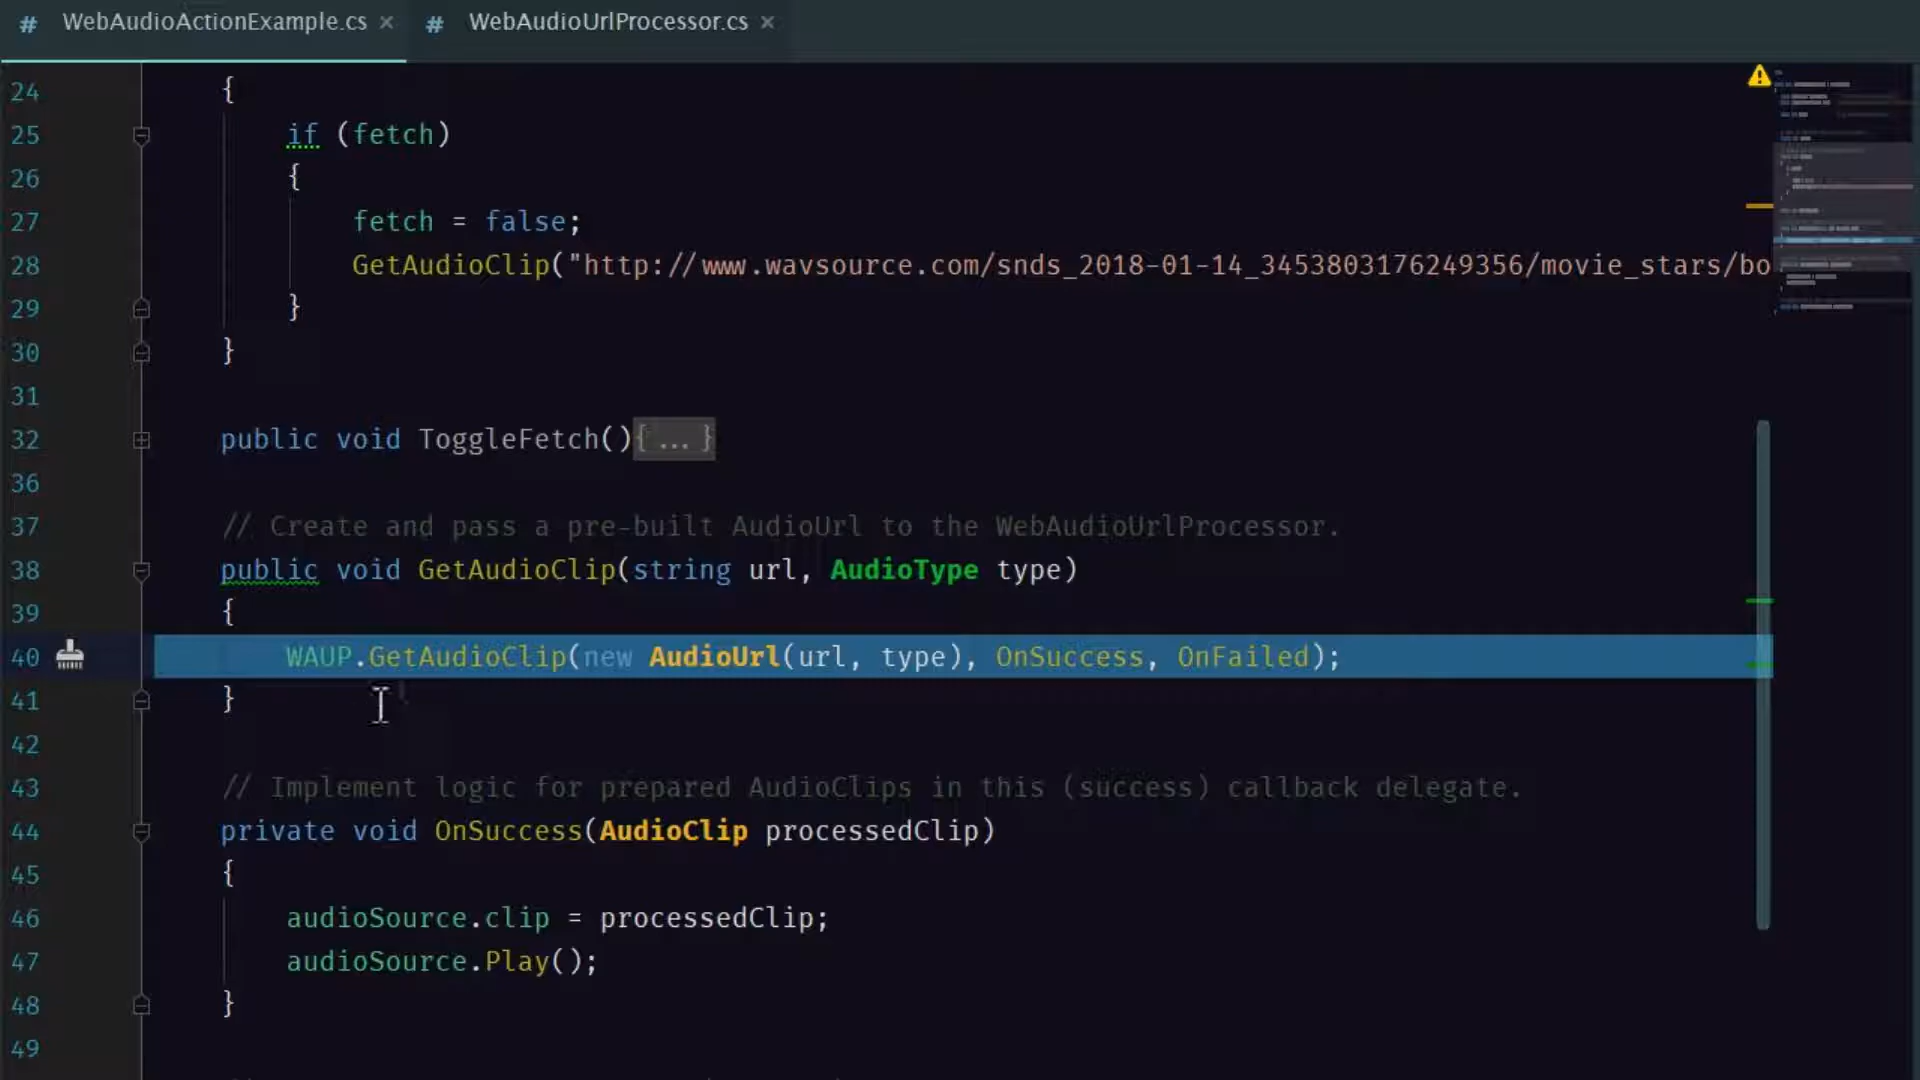 # WebAudioActionExample.cs × # WebAudioUrlProcessor.cs ×
24 {
25 if (fetch)
26 {
27 fetch = false;
28 GetAudioClip("http://www.wavsource.com/snds_2018-01-14_3453803176249356/movie_stars/bo
29 }
30 }
31
32 public void ToggleFetch(){...}
36
37 // Create and pass a pre-built AudioUrl to the WebAudioUrlProcessor.
38 public void GetAudioClip(string url, AudioType type)
39 {
40 WAUP.GetAudioClip(new AudioUrl(url, type), OnSuccess, OnFailed);
41 }
42
43 // Implement logic for prepared AudioClips in this (success) callback delegate.
44 private void OnSuccess(AudioClip processedClip)
45 {
46 audioSource.clip = processedClip;
47 audioSource.Play();
48 }
49